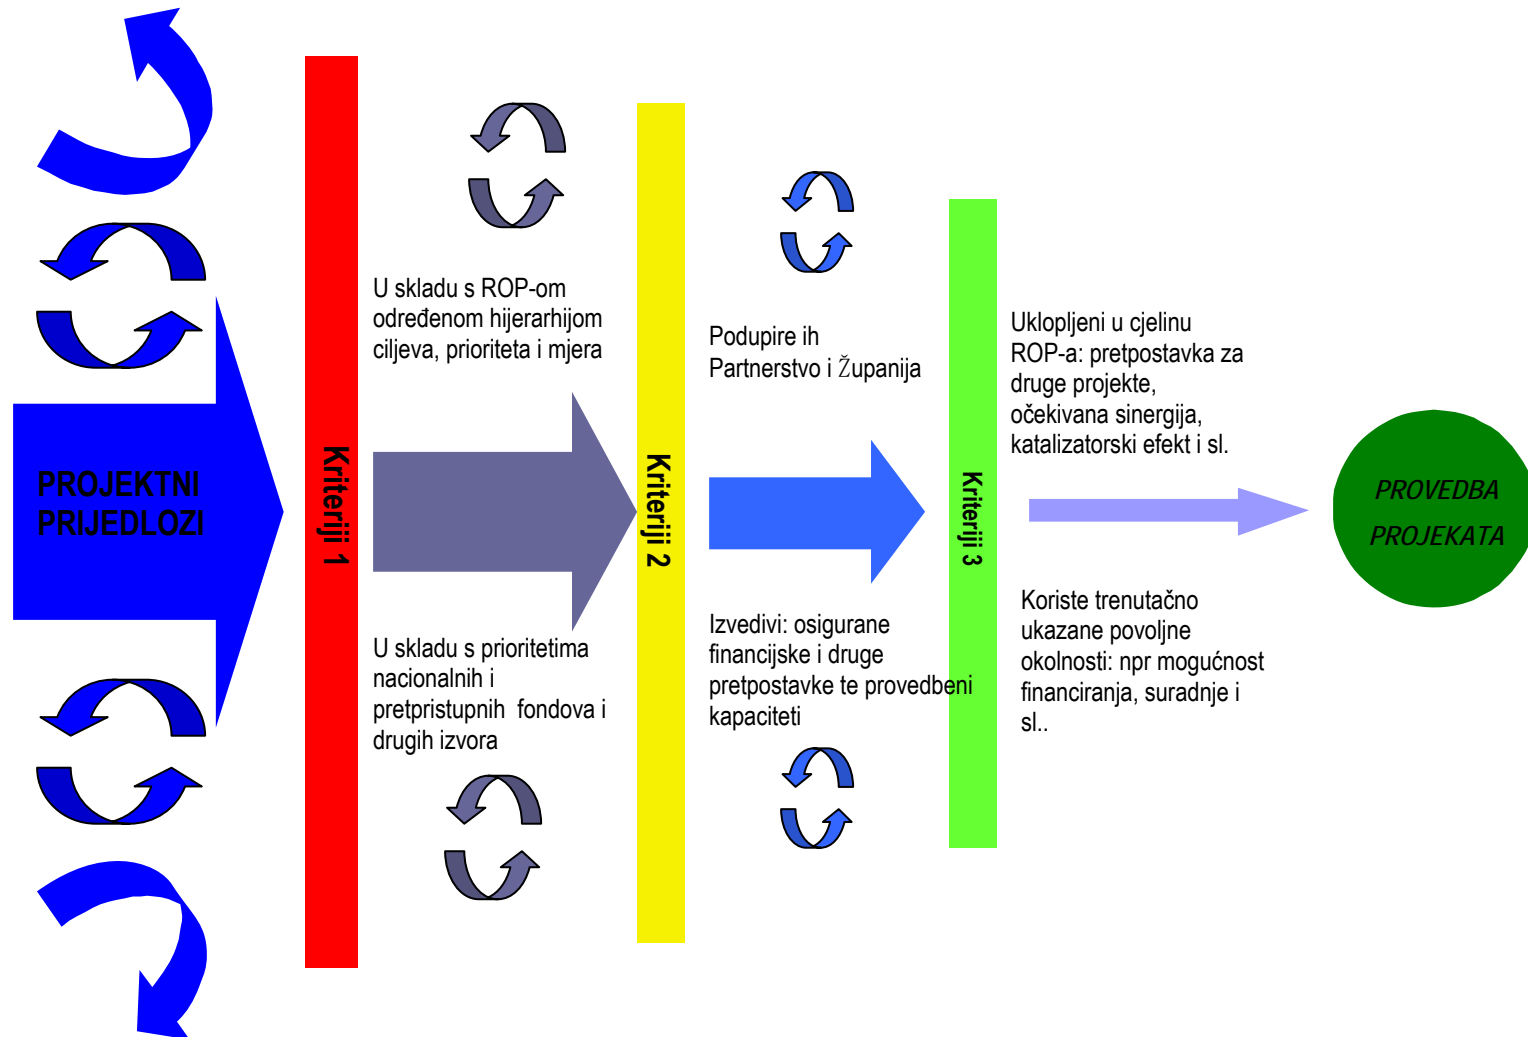 PROJEKTNI
PRIJEDLOZI
Kriteriji 1
U skladu s ROP-om
određenom hijerarhijom
ciljeva, prioriteta i mjera
U skladu s prioritetima
nacionalnih i
pretpristupnih fondova i
drugih izvora
Kriteriji 2
Podupire ih
Partnerstvo i Županija
Izvedivi: osigurane
financijske i druge
pretpostavke te provedbeni
kapaciteti
Kriteriji 3
Uklopljeni u cjelinu
ROP-a: pretpostavka za
druge projekte,
očekivana sinergija,
katalizatorski efekt i sl.
Koriste trenutačno
ukazane povoljne
okolnosti: npr mogućnost
financiranja, suradnje i
sl..
PROVEDBA
PROJEKATA